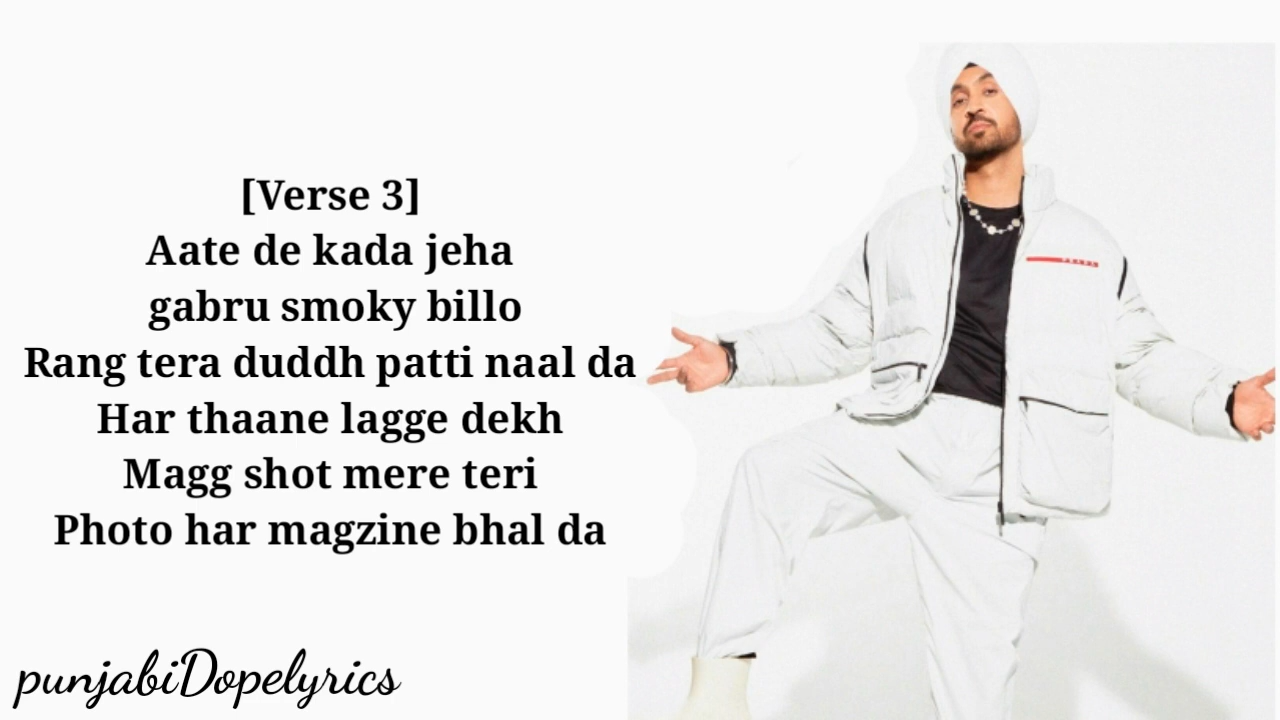 [Verse 3]
Aate de kada jeha
gabru smoky billo
Rang tera duddh patti naal da
Har thaane lagge dekh
Magg shot mere teri
Photo har magzine bhal da
PRADA
punjabiDopelyrics